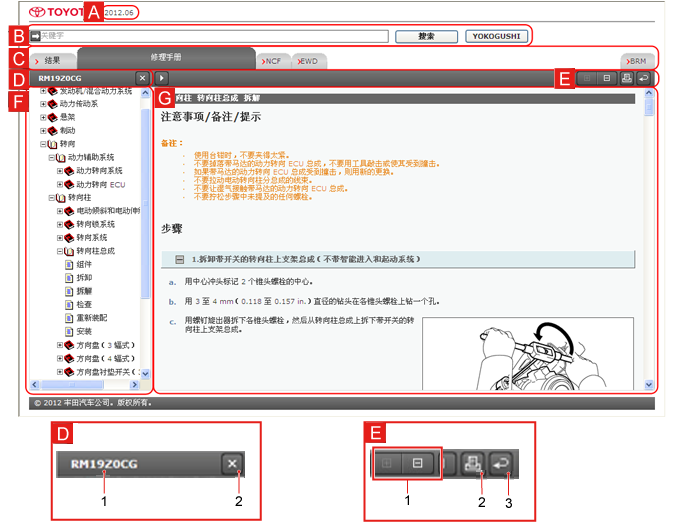 TOYOT A 2012.06
B 关键字 搜索 YOKOGUSHI
C 结果 修理手册 NCF EWD BRM
D RM19Z0CG E
F G 向柱 转向柱总成 拆解
发动机/混合动力系统
动力传动系
悬架
制动
转向
动力辅助系统
动力转向系统
动力转向 ECU
转向柱
电动倾斜和电动伸
转向锁系统
转向系统
转向柱总成
组件
拆卸
拆解
检查
重新装配
安装
方向盘（3 辐式）
方向盘（4 辐式）
方向盘衬垫开关（
注意事项/备注/提示
备注：
使用台钳时，不要夹得太紧。
不要掉落带马达的动力转向 ECU 总成，不要用工具敲击或使其受到撞击。
如果带马达的动力转向 ECU 总成受到撞击，则用新的更换。
不要拉动电动转向柱分总成的线束。
不要让湿气接触带马达的动力转向 ECU 总成。
不要拧松步骤中未提及的任何螺栓。
步骤
1.拆卸带开关的转向柱上支架总成（不带智能进入和起动系统）
a. 用中心冲头标记 2 个锥头螺栓的中心。
b. 用 3 至 4 mm（0.118 至 0.157 in.）直径的钻头在各锥头螺栓上钻一个孔。
c. 用螺钉旋出器拆下各锥头螺栓，然后从转向柱总成上拆下带开关的转
向柱上支架总成。
© 2012 丰田汽车公司。版权所有。
D
RM19Z0CG
1 2
E
1 2 3